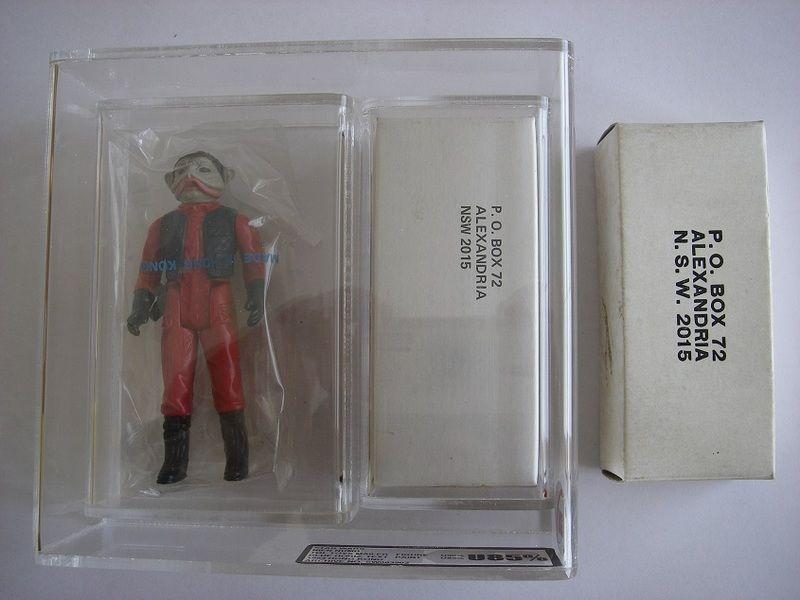 MADE IN HONG KONG
P. O. BOX 72
ALEXANDRIA
NSW 2015
P. O. BOX 72
ALEXANDRIA
N. S. W. 2015
U85%